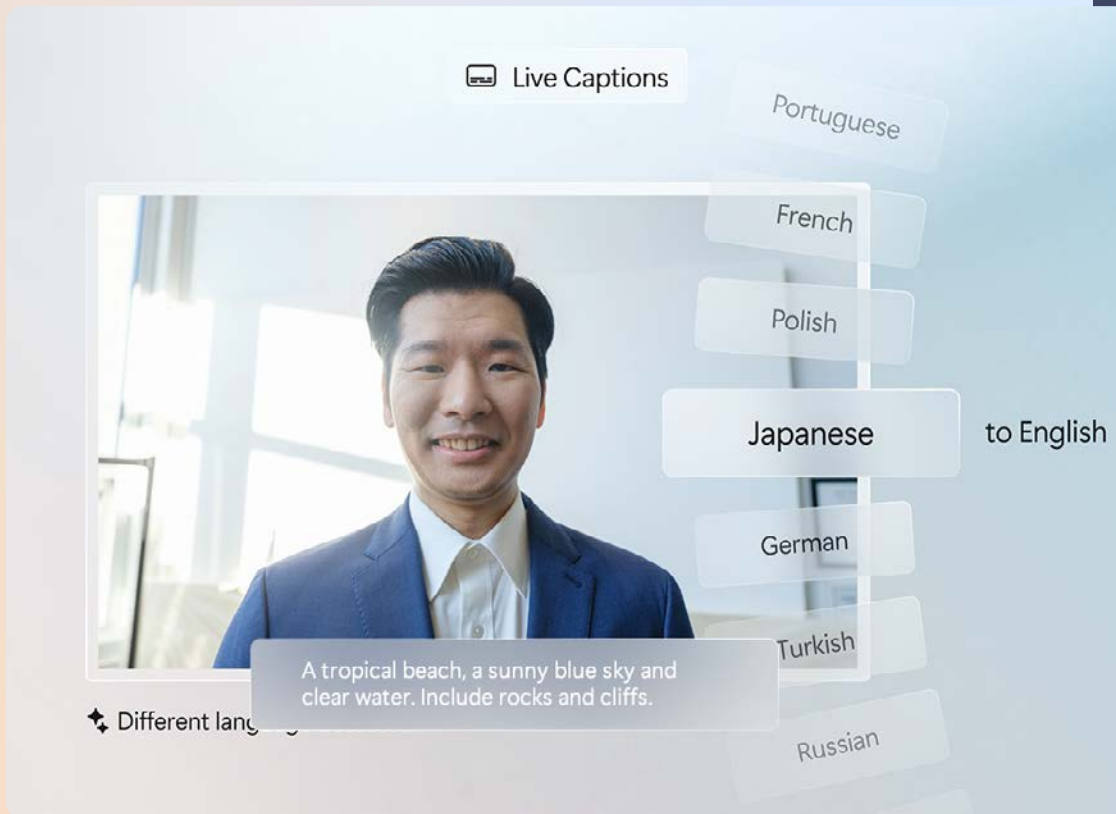 Live Captions
Portuguese
French
Polish
Japanese
to English
German
Turkish
Russian
A tropical beach, a sunny blue sky and
clear water. Include rocks and cliffs.
Different